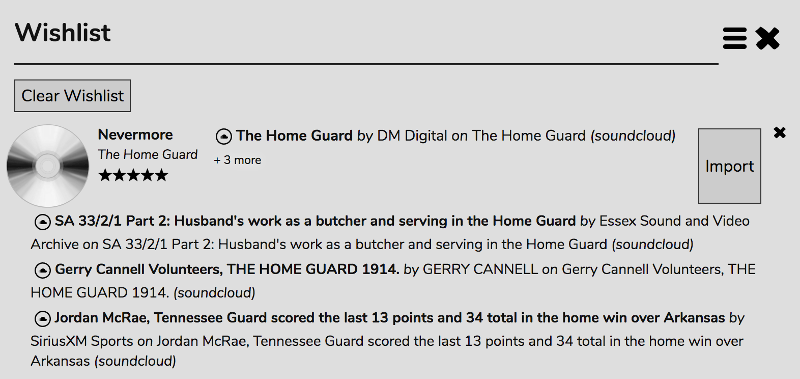 Wishlist
Clear Wishlist
Nevermore
The Home Guard
★★★★★
The Home Guard by DM Digital on The Home Guard (soundcloud)
+ 3 more
Import
SA 33/2/1 Part 2: Husband's work as a butcher and serving in the Home Guard by Essex Sound and Video
Archive on SA 33/2/1 Part 2: Husband's work as a butcher and serving in the Home Guard (soundcloud)
Gerry Cannell Volunteers, THE HOME GUARD 1914. by GERRY CANNELL on Gerry Cannell Volunteers, THE
HOME GUARD 1914. (soundcloud)
Jordan McRae, Tennessee Guard scored the last 13 points and 34 total in the home win over Arkansas by
SiriusXM Sports on Jordan McRae, Tennessee Guard scored the last 13 points and 34 total in the home win over
Arkansas (soundcloud)